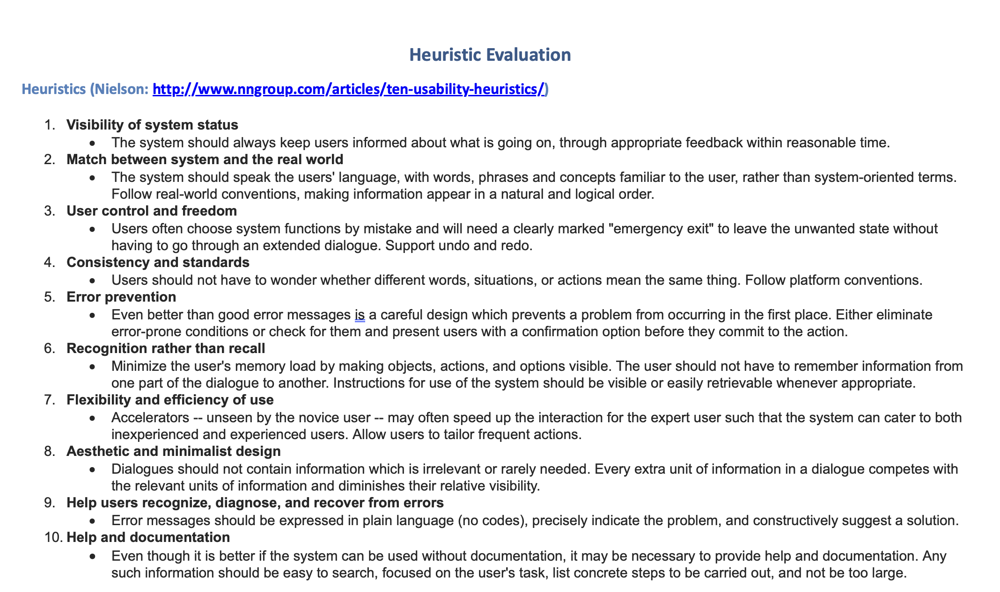 Heuristic Evaluation
Heuristics (Nielson: http://www.nngroup.com/articles/ten-usability-heuristics/)
1. Visibility of system status
• The system should always keep users informed about what is going on, through appropriate feedback within reasonable time.
2. Match between system and the real world
• The system should speak the users' language, with words, phrases and concepts familiar to the user, rather than system-oriented terms.
Follow real-world conventions, making information appear in a natural and logical order.
3. User control and freedom
• Users often choose system functions by mistake and will need a clearly marked "emergency exit" to leave the unwanted state without
having to go through an extended dialogue. Support undo and redo.
4. Consistency and standards
• Users should not have to wonder whether different words, situations, or actions mean the same thing. Follow platform conventions.
5. Error prevention
• Even better than good error messages is a careful design which prevents a problem from occurring in the first place. Either eliminate
error-prone conditions or check for them and present users with a confirmation option before they commit to the action.
6. Recognition rather than recall
• Minimize the user's memory load by making objects, actions, and options visible. The user should not have to remember information from
one part of the dialogue to another. Instructions for use of the system should be visible or easily retrievable whenever appropriate.
7. Flexibility and efficiency of use
• Accelerators -- unseen by the novice user -- may often speed up the interaction for the expert user such that the system can cater to both
inexperienced and experienced users. Allow users to tailor frequent actions.
8. Aesthetic and minimalist design
• Dialogues should not contain information which is irrelevant or rarely needed. Every extra unit of information in a dialogue competes with
the relevant units of information and diminishes their relative visibility.
9. Help users recognize, diagnose, and recover from errors
• Error messages should be expressed in plain language (no codes), precisely indicate the problem, and constructively suggest a solution.
10. Help and documentation
• Even though it is better if the system can be used without documentation, it may be necessary to provide help and documentation. Any
such information should be easy to search, focused on the user's task, list concrete steps to be carried out, and not be too large.